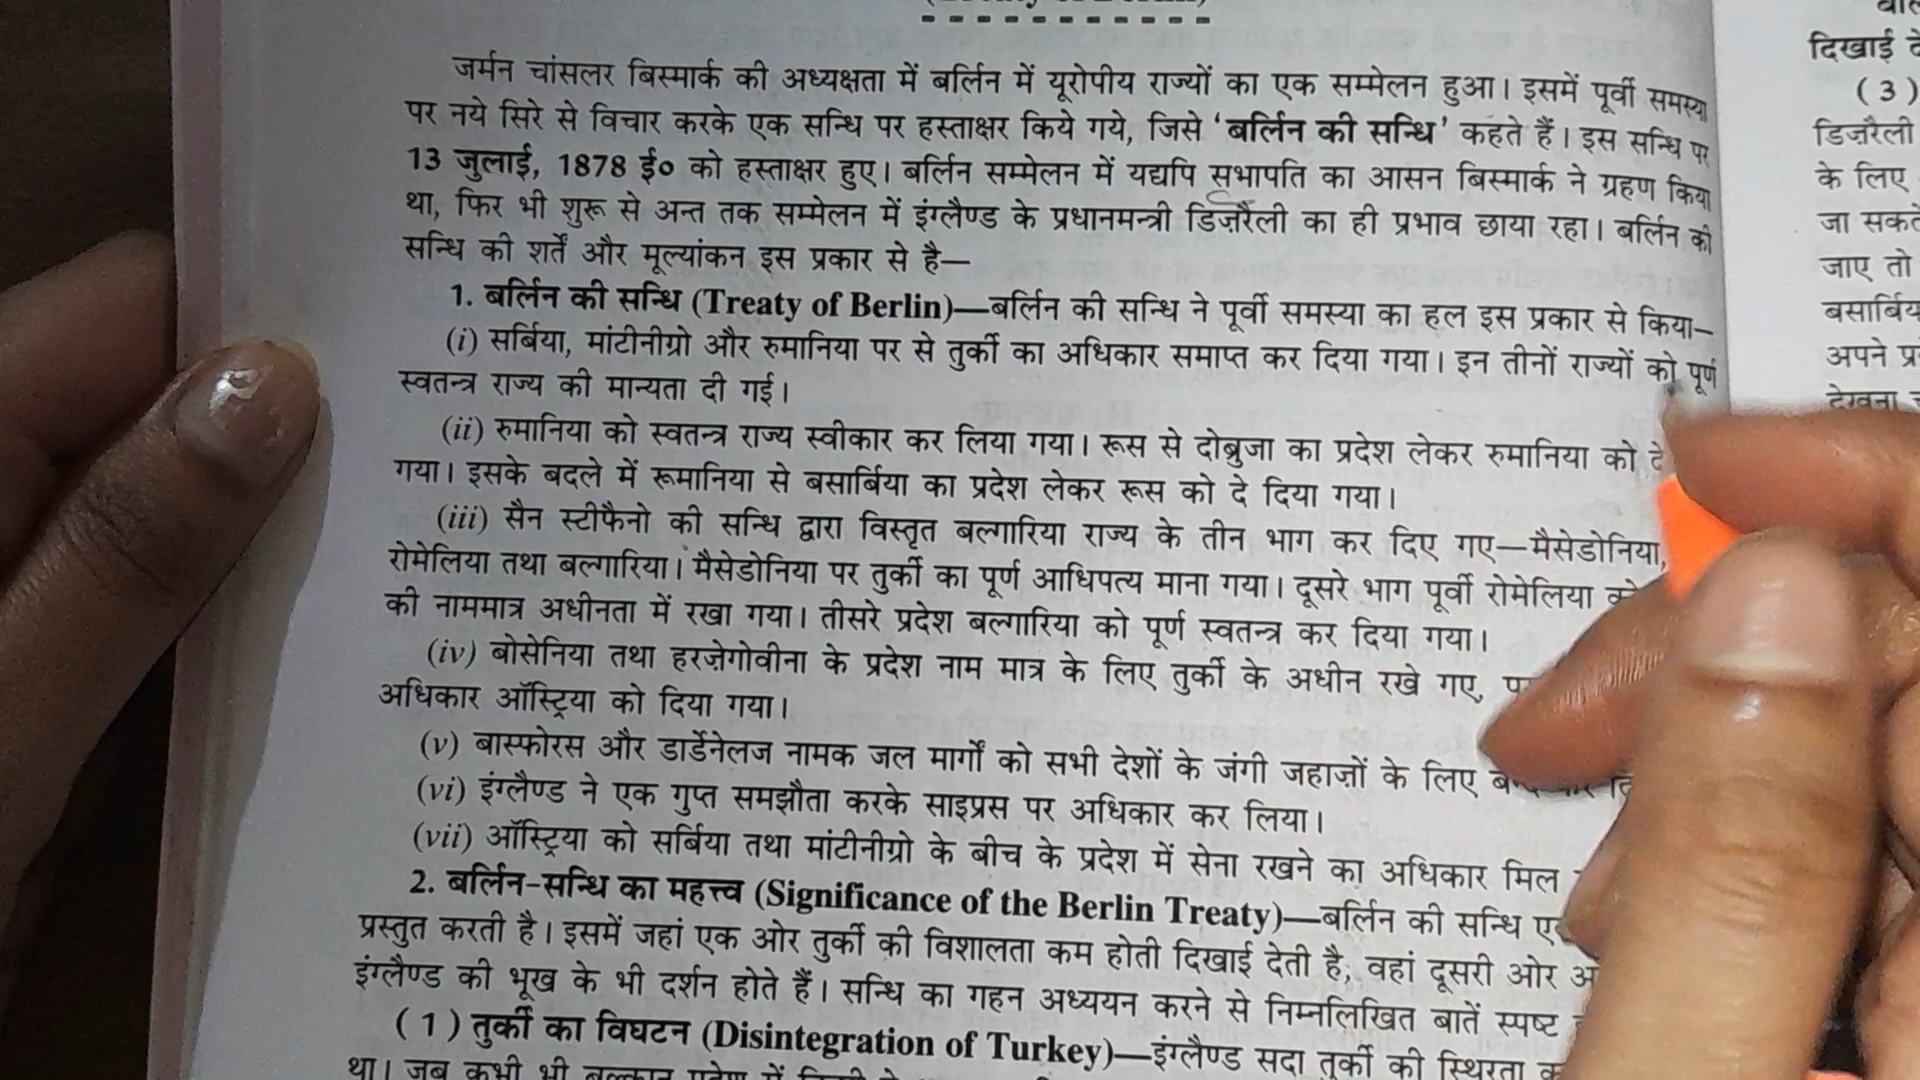 जर्मन चांसलर बिस्मार्क की अध्यक्षता में बर्लिन में यूरोपीय राज्यों का एक सम्मेलन हुआ। इसमें पूर्वी समस्या
पर नये सिरे से विचार करके एक सन्धि पर हस्ताक्षर किये गये, जिसे ‘बर्लिन की सन्धि’ कहते हैं। इस सन्धि पर
13 जुलाई, 1878 ई० को हस्ताक्षर हुए। बर्लिन सम्मेलन में यद्यपि सभापति का आसन बिस्मार्क ने ग्रहण किया
था, फिर भी शुरू से अन्त तक सम्मेलन में इंग्लैण्ड के प्रधानमन्त्री डिज़रैली का ही प्रभाव छाया रहा। बर्लिन की
सन्धि की शर्तें और मूल्यांकन इस प्रकार से है—
1. बर्लिन की सन्धि (Treaty of Berlin)—बर्लिन की सन्धि ने पूर्वी समस्या का हल इस प्रकार से किया—
(i) सर्बिया, मांटीनीग्रो और रुमानिया पर से तुर्की का अधिकार समाप्त कर दिया गया। इन तीनों राज्यों को पूर्ण
स्वतन्त्र राज्य की मान्यता दी गई।
(ii) रुमानिया को स्वतन्त्र राज्य स्वीकार कर लिया गया। रूस से दोब्रुजा का प्रदेश लेकर रुमानिया को दे
गया। इसके बदले में रूमानिया से बसार्बिया का प्रदेश लेकर रूस को दे दिया गया।
(iii) सैन स्टीफैनो की सन्धि द्वारा विस्तृत बल्गारिया राज्य के तीन भाग कर दिए गए—मैसेडोनिया,
रोमेलिया तथा बल्गारिया। मैसेडोनिया पर तुर्की का पूर्ण आधिपत्य माना गया। दूसरे भाग पूर्वी रोमेलिया को
की नाममात्र अधीनता में रखा गया। तीसरे प्रदेश बल्गारिया को पूर्ण स्वतन्त्र कर दिया गया।
(iv) बोसेनिया तथा हरज़ेगोवीना के प्रदेश नाम मात्र के लिए तुर्की के अधीन रखे गए,
अधिकार ऑस्ट्रिया को दिया गया।
(v) बास्फोरस और डार्डेनेलज नामक जल मार्गों को सभी देशों के जंगी जहाज़ों के लिए
(vi) इंग्लैण्ड ने एक गुप्त समझौता करके साइप्रस पर अधिकार कर लिया।
(vii) ऑस्ट्रिया को सर्बिया तथा मांटीनीग्रो के बीच के प्रदेश में सेना रखने का अधिकार मिल
2. बर्लिन-सन्धि का महत्त्व (Significance of the Berlin Treaty)—बर्लिन की सन्धि
प्रस्तुत करती है। इसमें जहां एक ओर तुर्की की विशालता कम होती दिखाई देती है, वहां दूसरी ओर
इंग्लैण्ड की भूख के भी दर्शन होते हैं। सन्धि का गहन अध्ययन करने से निम्नलिखित बातें स्पष्ट
(1) तुर्की का विघटन (Disintegration of Turkey)—इंग्लैण्ड सदा तुर्की की स्थिरता
था। जब कभी भी
दिखाई
(3)
डिज़रैली
के लिए
जा सकते
जाए तो
अपने